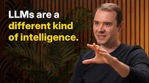 LLMs are a
different kind
of intelligence.